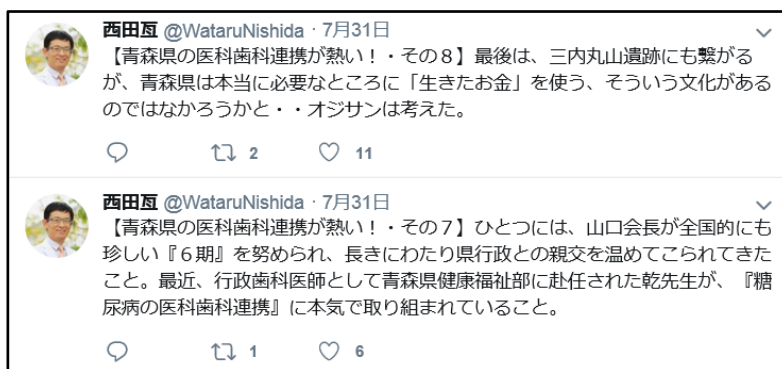 西田亙 @WataruNishida · 7月31日
【青森県の医科歯科連携が熱い！・その８】最後は、三内丸山遺跡にも繋がる
が、青森県は本当に必要なところに「生きたお金」を使う、そういう文化がある
のではなかろうかと・・オジサンは考えた。
2 11
西田亙 @WataruNishida · 7月31日
【青森県の医科歯科連携が熱い！・その７】ひとつには、山口会長が全国的にも
珍しい『６期』を努められ、長きにわたり県行政との親交を温めてこられてきた
こと。最近、行政歯科医師として青森県健康福祉部に赴任された乾先生が、『糖
尿病の医科歯科連携』に本気で取り組まれていること。
1 6